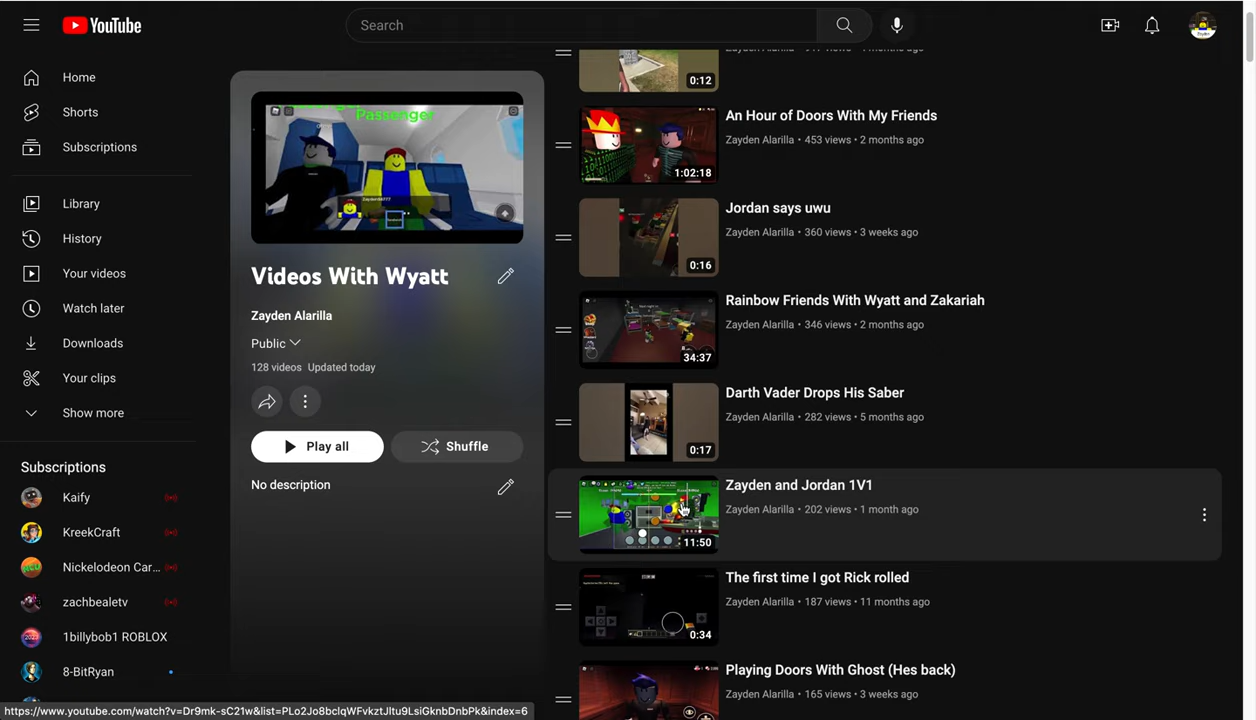 YouTube
Search
Home
Shorts
Subscriptions
Library
History
Your videos
Watch later
Downloads
Your clips
Show more
Subscriptions
Kaify
KreekCraft
Nickelodeon Car...
zachbealetv
1billybob1 ROBLOX
8-BitRyan
Passenger
Videos With Wyatt
Zayden Alarilla
Public
128 videos Updated today
Play all
Shuffle
No description
0:12
An Hour of Doors With My Friends
Zayden Alarilla • 453 views • 2 months ago
1:02:18
Jordan says uwu
Zayden Alarilla • 360 views • 3 weeks ago
0:16
Rainbow Friends With Wyatt and Zakariah
Zayden Alarilla • 346 views • 2 months ago
34:37
Darth Vader Drops His Saber
Zayden Alarilla • 282 views • 5 months ago
0:17
Zayden and Jordan 1V1
Zayden Alarilla • 202 views • 1 month ago
11:50
The first time I got Rick rolled
Zayden Alarilla • 187 views • 11 months ago
0:34
Playing Doors With Ghost (Hes back)
Zayden Alarilla • 165 views • 3 weeks ago
https://www.youtube.com/watch?v=Dr9mk-sC21w&list=PLo2Jo8bclqWFvkztJltu9LsiGknbDnbPk&index=6